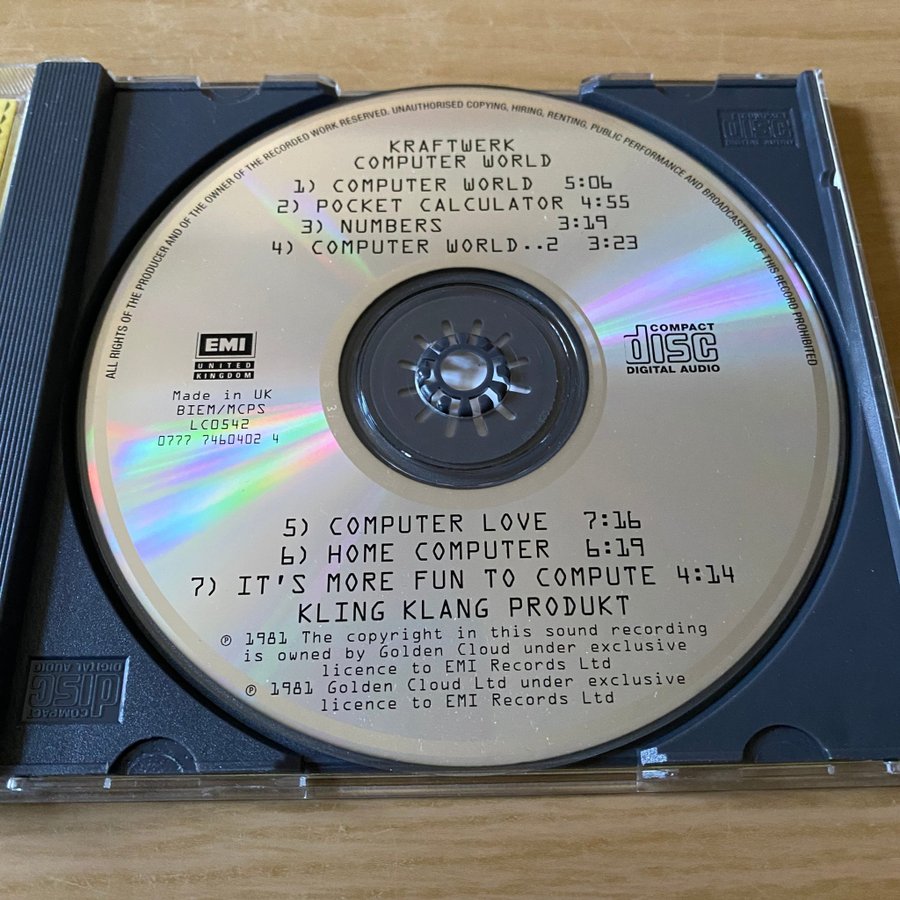 ALL RIGHTS OF THE PRODUCER AND OF THE OWNER OF THE RECORDED WORK RESERVED. UNAUTHORISED COPYING, HIRING, RENTING, PUBLIC PERFORMANCE AND BROADCASTING OF THIS RECORD PROHIBITED
KRAFTWERK
COMPUTER WORLD
1) COMPUTER WORLD 5:06
2) POCKET CALCULATOR 4:55
3) NUMBERS 3:19
4) COMPUTER WORLD..2 3:23
EMI
UNITED
KINGDOM
Made in UK
BIEM/MCPS
LC0542
0777 7460402 4
COMPACT
disc
DIGITAL AUDIO
5) COMPUTER LOVE 7:16
6) HOME COMPUTER 6:19
7) IT'S MORE FUN TO COMPUTE 4:14
KLING KLANG PRODUKT
℗ 1981 The copyright in this sound recording
is owned by Golden Cloud under exclusive
licence to EMI Records Ltd
℗ 1981 Golden Cloud Ltd under exclusive
licence to EMI Records Ltd
COMPACT
disc
DIGITAL AUDIO
disc
DIGITAL AUDIO